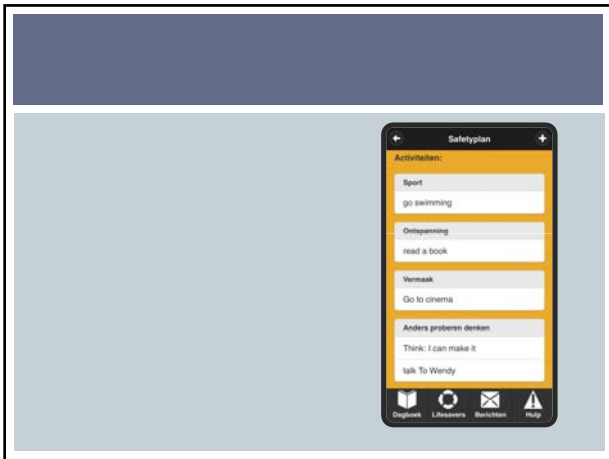 Safetyplan
Activiteiten:
Sport
go swimming
Ontspanning
read a book
Vermaak
Go to cinema
Anders proberen denken
Think: I can make it
talk To Wendy
Dagboek Lifesavers Berichten Hulp